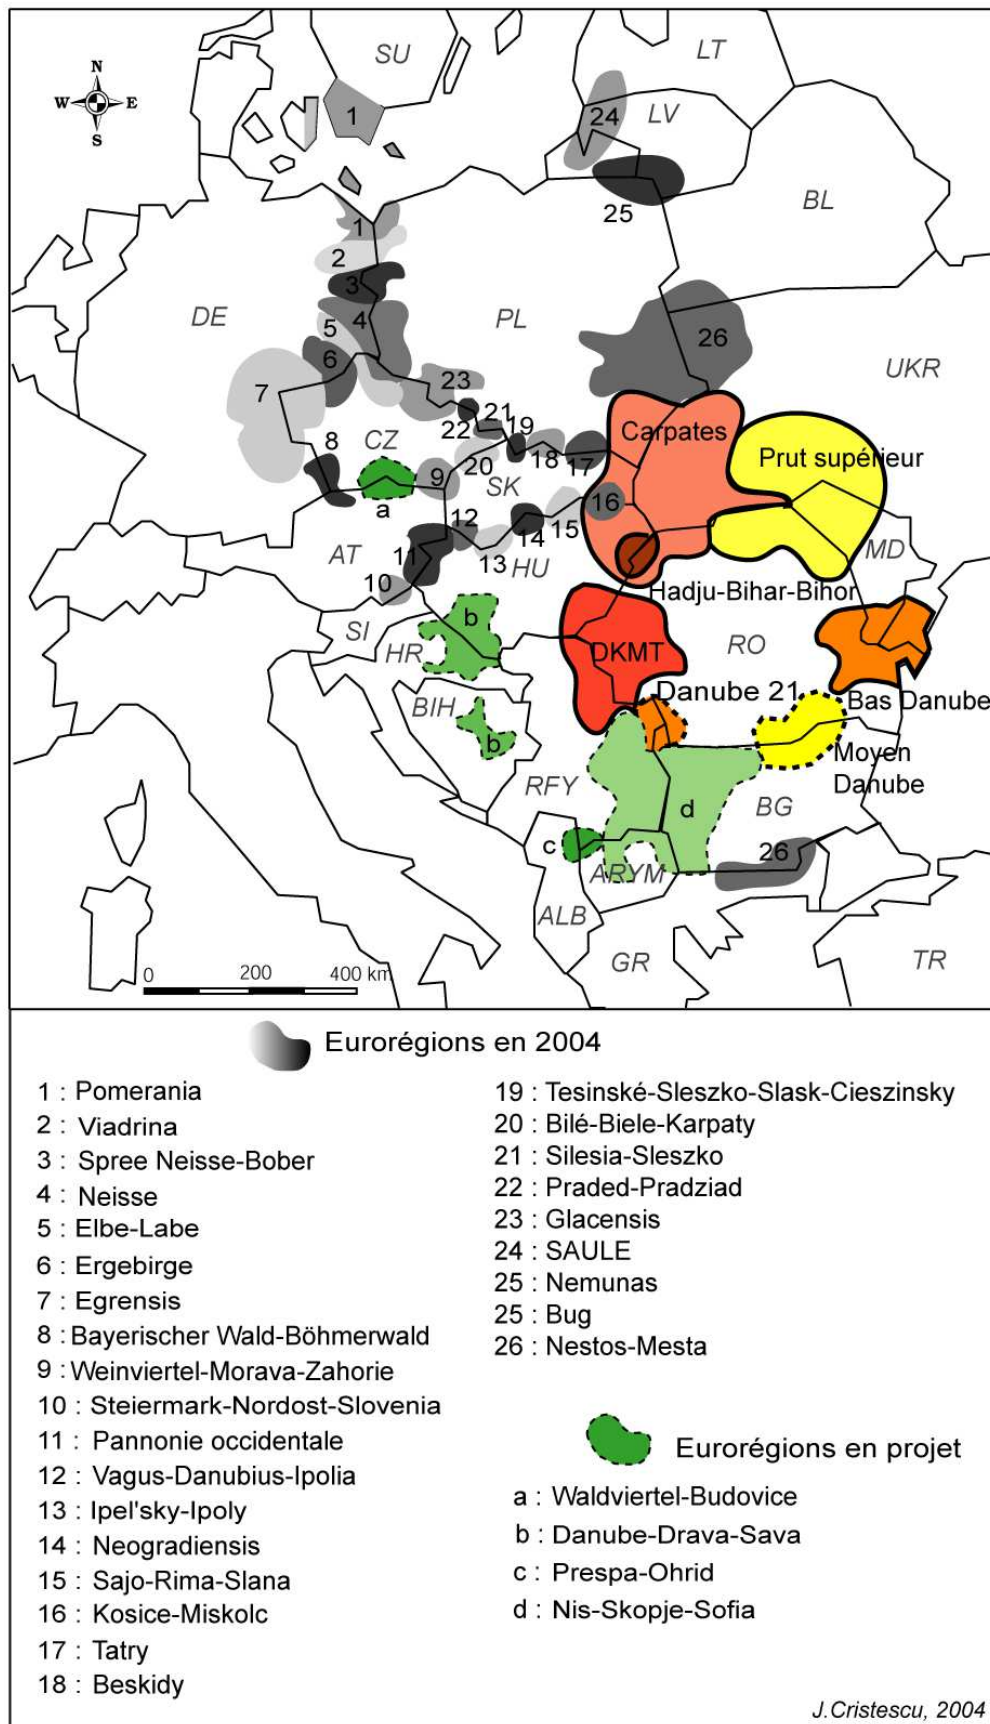 N
W E
S
SU
LT
1
24
LV
25
BL
1
2
3
DE
4
PL
5
26
6
UKR
7
23
21
Carpates
22
19
8
CZ
18
17
Prut supérieur
20
9
SK
16
a
15
12
14
MD
11
13
AT
HU
10
Hadju-Bihar-Bihor
b
SI
HR
DKMT
RO
Danube 21
BIH
Bas Danube
b
Moyen
Danube
RFY
d
BG
c
26
ARYM
ALB
GR
TR
0 200 400 km
Eurorégions en 2004
1 : Pomerania
2 : Viadrina
3 : Spree Neisse-Bober
4 : Neisse
5 : Elbe-Labe
6 : Ergebirge
7 : Egrensis
8 : Bayerischer Wald-Böhmerwald
9 : Weinviertel-Morava-Zahorie
10 : Steiermark-Nordost-Slovenia
11 : Pannonie occidentale
12 : Vagus-Danubius-Ipolia
13 : Ipel'sky-Ipoly
14 : Neogradiensis
15 : Sajo-Rima-Slana
16 : Kosice-Miskolc
17 : Tatry
18 : Beskidy
19 : Tesinské-Sleszko-Slask-Cieszinsky
20 : Bilé-Biele-Karpaty
21 : Silesia-Sleszko
22 : Praded-Pradziad
23 : Glacensis
24 : SAULE
25 : Nemunas
25 : Bug
26 : Nestos-Mesta
Eurorégions en projet
a : Waldviertel-Budovice
b : Danube-Drava-Sava
c : Prespa-Ohrid
d : Nis-Skopje-Sofia
J.Cristescu, 2004